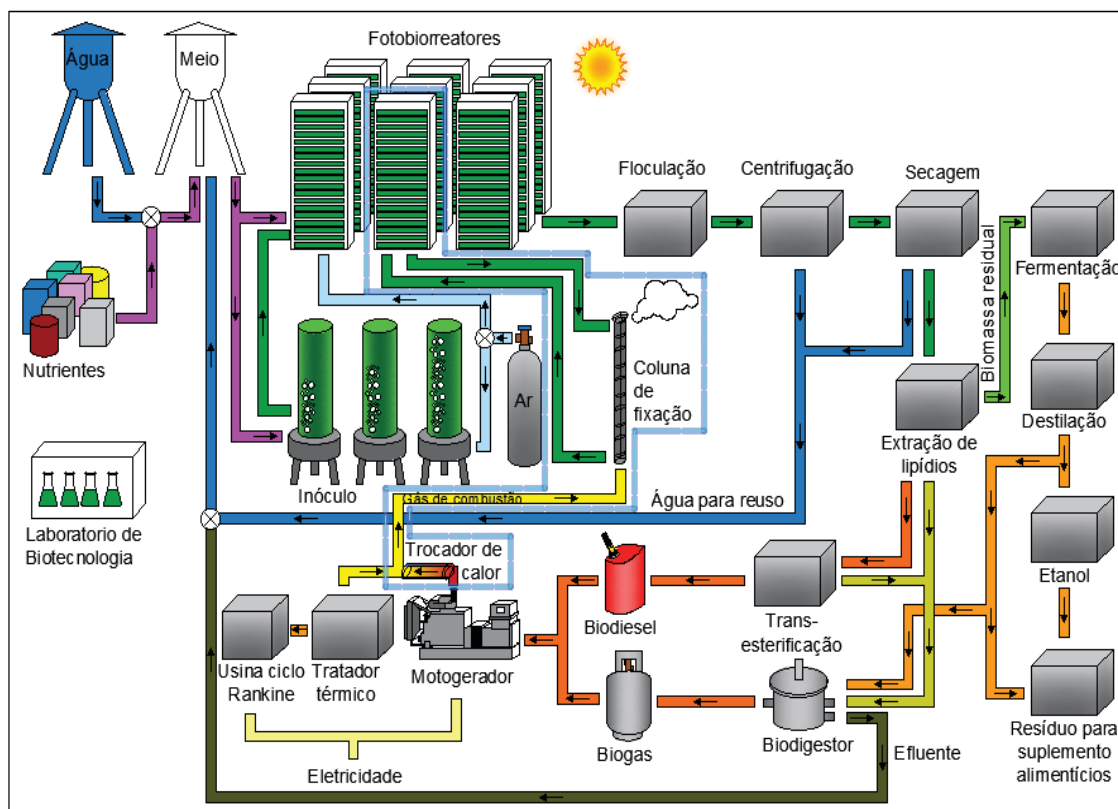 Fotobiorreatores
Água
Meio
Floculação
Centrifugação
Secagem
Fermentação
Biomassa residual
Nutrientes
Ar
Coluna
de
fixação
Destilação
Extração de
lipídios
Inóculo
Gás de combustão
Água para reuso
Laboratorio de
Biotecnologia
Trocador de
calor
Etanol
Biodiesel
Trans-
esterificação
Usina ciclo
Rankine
Tratador
térmico
Motogerador
Biogas
Biodigestor
Resíduo para
suplemento
alimentícios
Efluente
Eletricidade